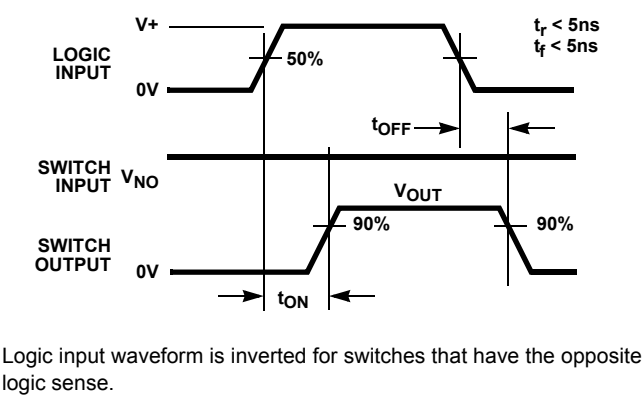 V+
LOGIC
INPUT
50%
0V
tr < 5ns
tf < 5ns
tOFF
SWITCH
INPUT
VNO
VOUT
SWITCH
OUTPUT
90%
90%
0V
tON
Logic input waveform is inverted for switches that have the opposite
logic sense.